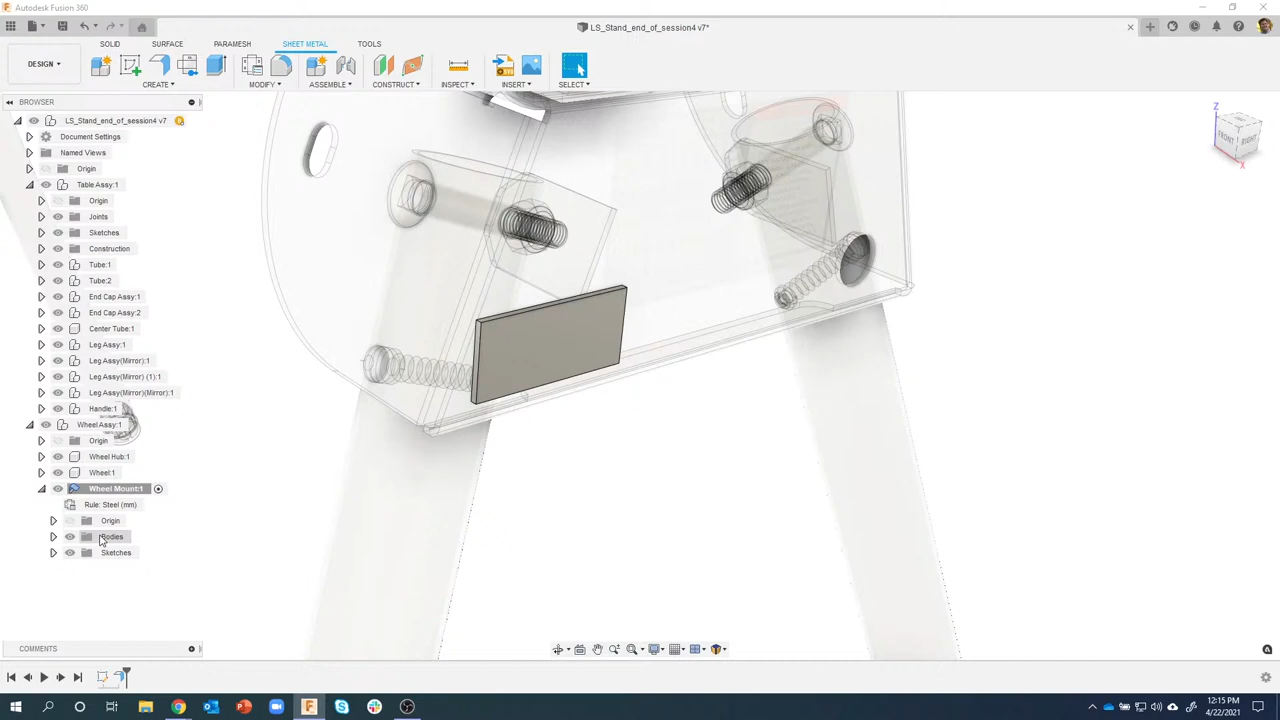 Autodesk Fusion 360
LS_Stand_end_of_session4 v7*
SOLID SURFACE PARAMESH SHEET METAL TOOLS
DESIGN
CREATE MODIFY ASSEMBLE CONSTRUCT INSPECT INSERT SELECT
BROWSER
LS_Stand_end_of_session4 v7
Document Settings
Named Views
Origin
Table Assy:1
Origin
Joints
Sketches
Construction
Tube:1
Tube:2
End Cap Assy:1
End Cap Assy:2
Center Tube:1
Leg Assy:1
Leg Assy(Mirror):1
Leg Assy(Mirror) (1):1
Leg Assy(Mirror)(Mirror):1
Handle:1
Wheel Assy:1
Origin
Wheel Hub:1
Wheel:1
Wheel Mount:1
Rule: Steel (mm)
Origin
Bodies
Sketches
Z
FRONT RIGHT
X
COMMENTS
12:15 PM
4/22/2021